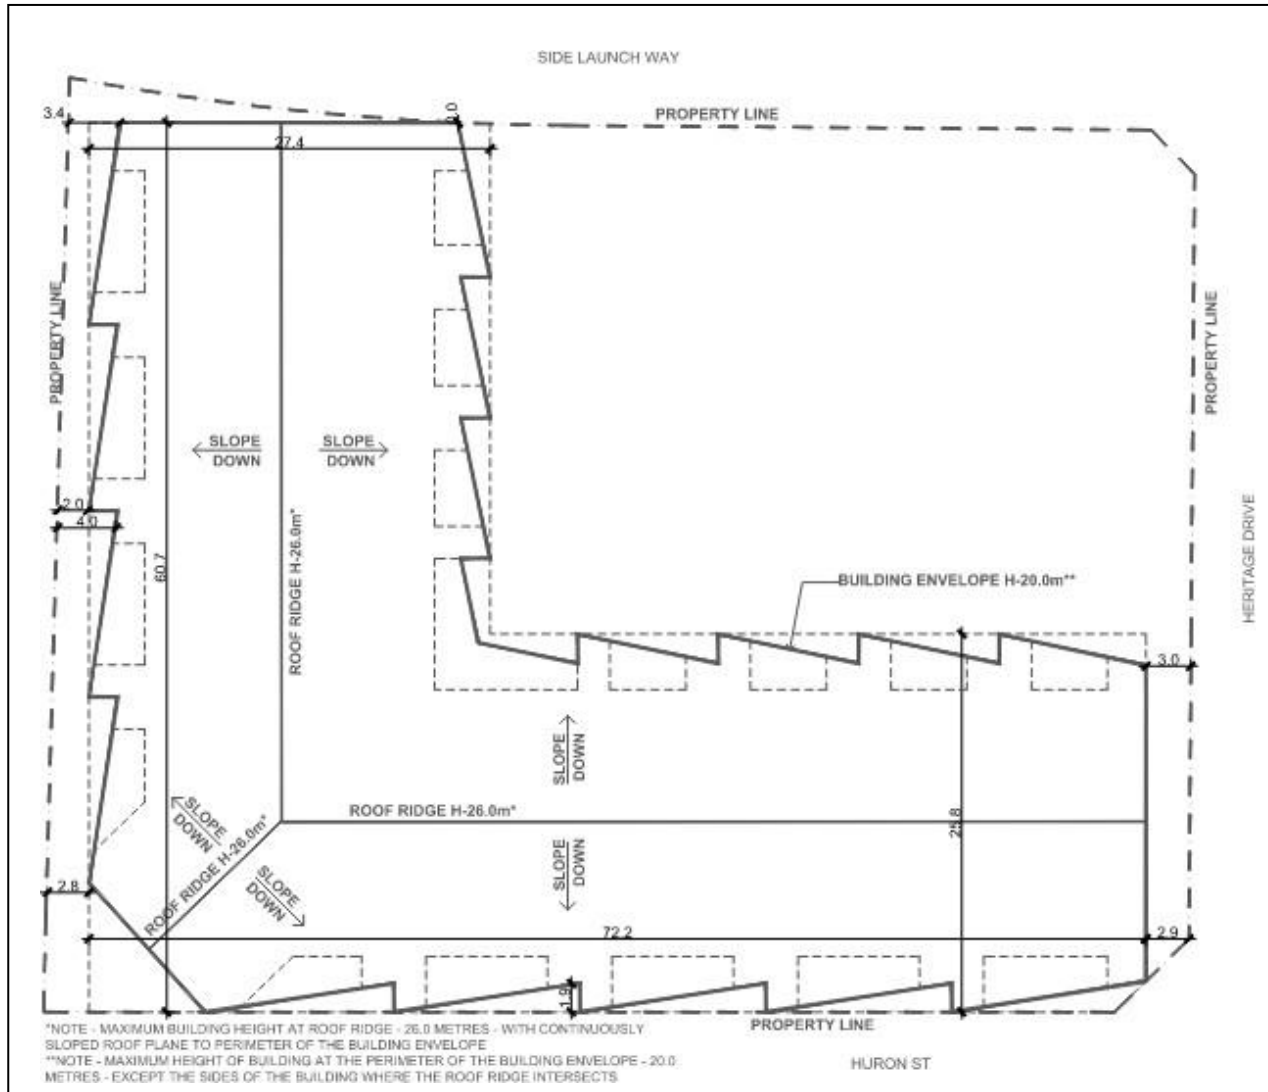 SIDE LAUNCH WAY
3.4
PROPERTY LINE
27.4
PROPERTY LINE
PROPERTY LINE
SLOPE
DOWN
SLOPE
DOWN
2.0
4.0
60.7
ROOF RIDGE H-26.0m*
HERITAGE DRIVE
BUILDING ENVELOPE H-20.0m**
3.0
SLOPE
DOWN
ROOF RIDGE H-26.0m*
25.8
SLOPE
DOWN
ROOF RIDGE H-26.0m*
SLOPE
DOWN
SLOPE
DOWN
2.8
72.2
2.9
1.9
PROPERTY LINE
*NOTE - MAXIMUM BUILDING HEIGHT AT ROOF RIDGE - 26.0 METRES - WITH CONTINUOUSLY
SLOPED ROOF PLANE TO PERIMETER OF THE BUILDING ENVELOPE
**NOTE - MAXIMUM HEIGHT OF BUILDING AT THE PERIMETER OF THE BUILDING ENVELOPE - 20.0
METRES - EXCEPT THE SIDES OF THE BUILDING WHERE THE ROOF RIDGE INTERSECTS
HURON ST